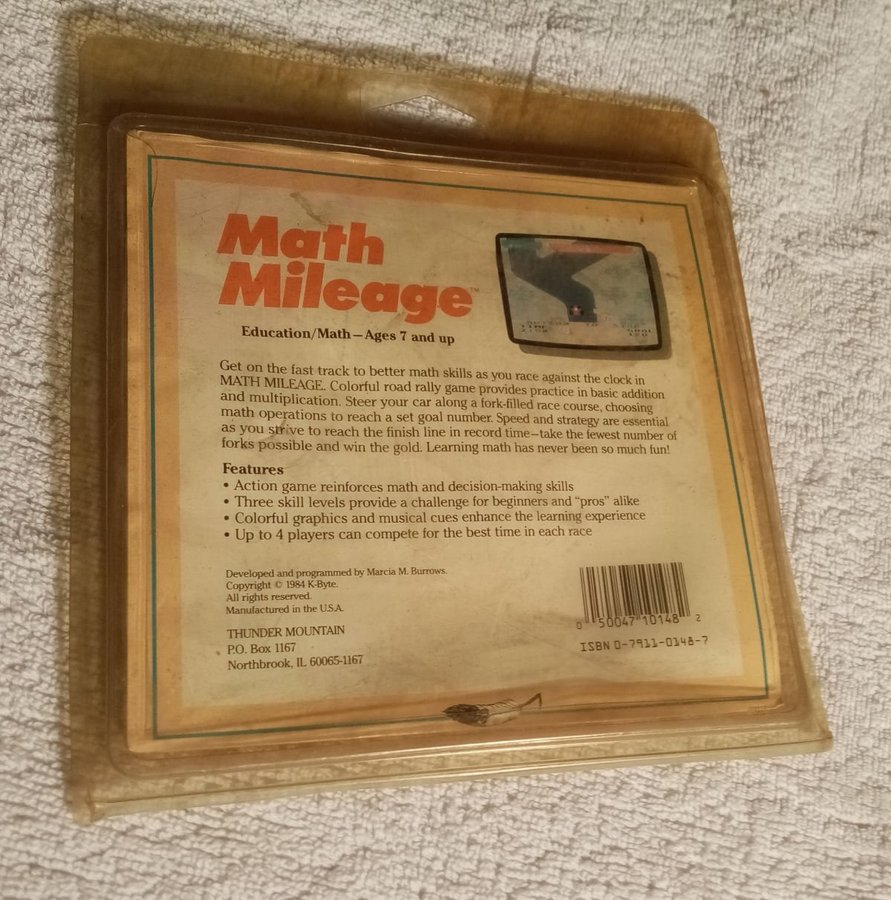 Math
Mileage™
Education/Math—Ages 7 and up
Get on the fast track to better math skills as you race against the clock in
MATH MILEAGE. Colorful road rally game provides practice in basic addition
and multiplication. Steer your car along a fork-filled race course, choosing
math operations to reach a set goal number. Speed and strategy are essential
as you strive to reach the finish line in record time—take the fewest number of
forks possible and win the gold. Learning math has never been so much fun!
Features
• Action game reinforces math and decision-making skills
• Three skill levels provide a challenge for beginners and “pros” alike
• Colorful graphics and musical cues enhance the learning experience
• Up to 4 players can compete for the best time in each race
Developed and programmed by Marcia M. Burrows.
Copyright © 1984 K-Byte.
All rights reserved.
Manufactured in the U.S.A.
THUNDER MOUNTAIN
P.O. Box 1167
Northbrook, IL 60065-1167
0 50047 10148 2
ISBN 0-7911-0148-7